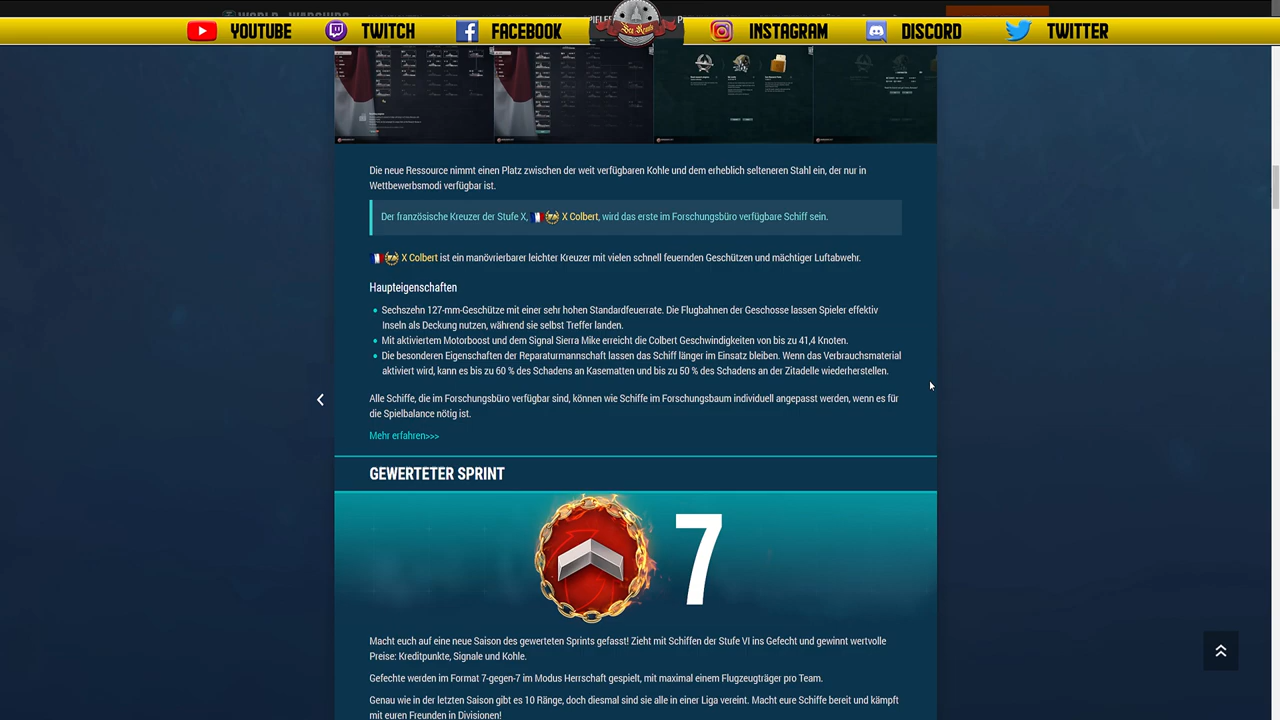 YOUTUBE
TWITCH
FACEBOOK
Sea Rebels
INSTAGRAM
DISCORD
TWITTER
Die neue Ressource nimmt einen Platz zwischen der weit verfügbaren Kohle und dem erheblich selteneren Stahl ein, der nur in
Wettbewerbsmodi verfügbar ist.
Der französische Kreuzer der Stufe X, X Colbert, wird das erste im Forschungsbüro verfügbare Schiff sein.
X Colbert ist ein manövrierbarer leichter Kreuzer mit vielen schnell feuernden Geschützen und mächtiger Luftabwehr.
Haupteigenschaften
Sechszehn 127-mm-Geschütze mit einer sehr hohen Standardfeuerrate. Die Flugbahnen der Geschosse lassen Spieler effektiv
Inseln als Deckung nutzen, während sie selbst Treffer landen.
Mit aktiviertem Motorboost und dem Signal Sierra Mike erreicht die Colbert Geschwindigkeiten von bis zu 41,4 Knoten.
Die besonderen Eigenschaften der Reparaturmannschaft lassen das Schiff länger im Einsatz bleiben. Wenn das Verbrauchsmaterial
aktiviert wird, kann es bis zu 60 % des Schadens an Kasematten und bis zu 50 % des Schadens an der Zitadelle wiederherstellen.
Alle Schiffe, die im Forschungsbüro verfügbar sind, können wie Schiffe im Forschungsbaum individuell angepasst werden, wenn es für
die Spielbalance nötig ist.
Mehr erfahren>>>
GEWERTETER SPRINT
7
Macht euch auf eine neue Saison des gewerteten Sprints gefasst! Zieht mit Schiffen der Stufe VI ins Gefecht und gewinnt wertvolle
Preise: Kreditpunkte, Signale und Kohle.
Gefechte werden im Format 7-gegen-7 im Modus Herrschaft gespielt, mit maximal einem Flugzeugträger pro Team.
Genau wie in der letzten Saison gibt es 10 Ränge, doch diesmal sind sie alle in einer Liga vereint. Macht eure Schiffe bereit und kämpft
mit euren Freunden in Divisionen!